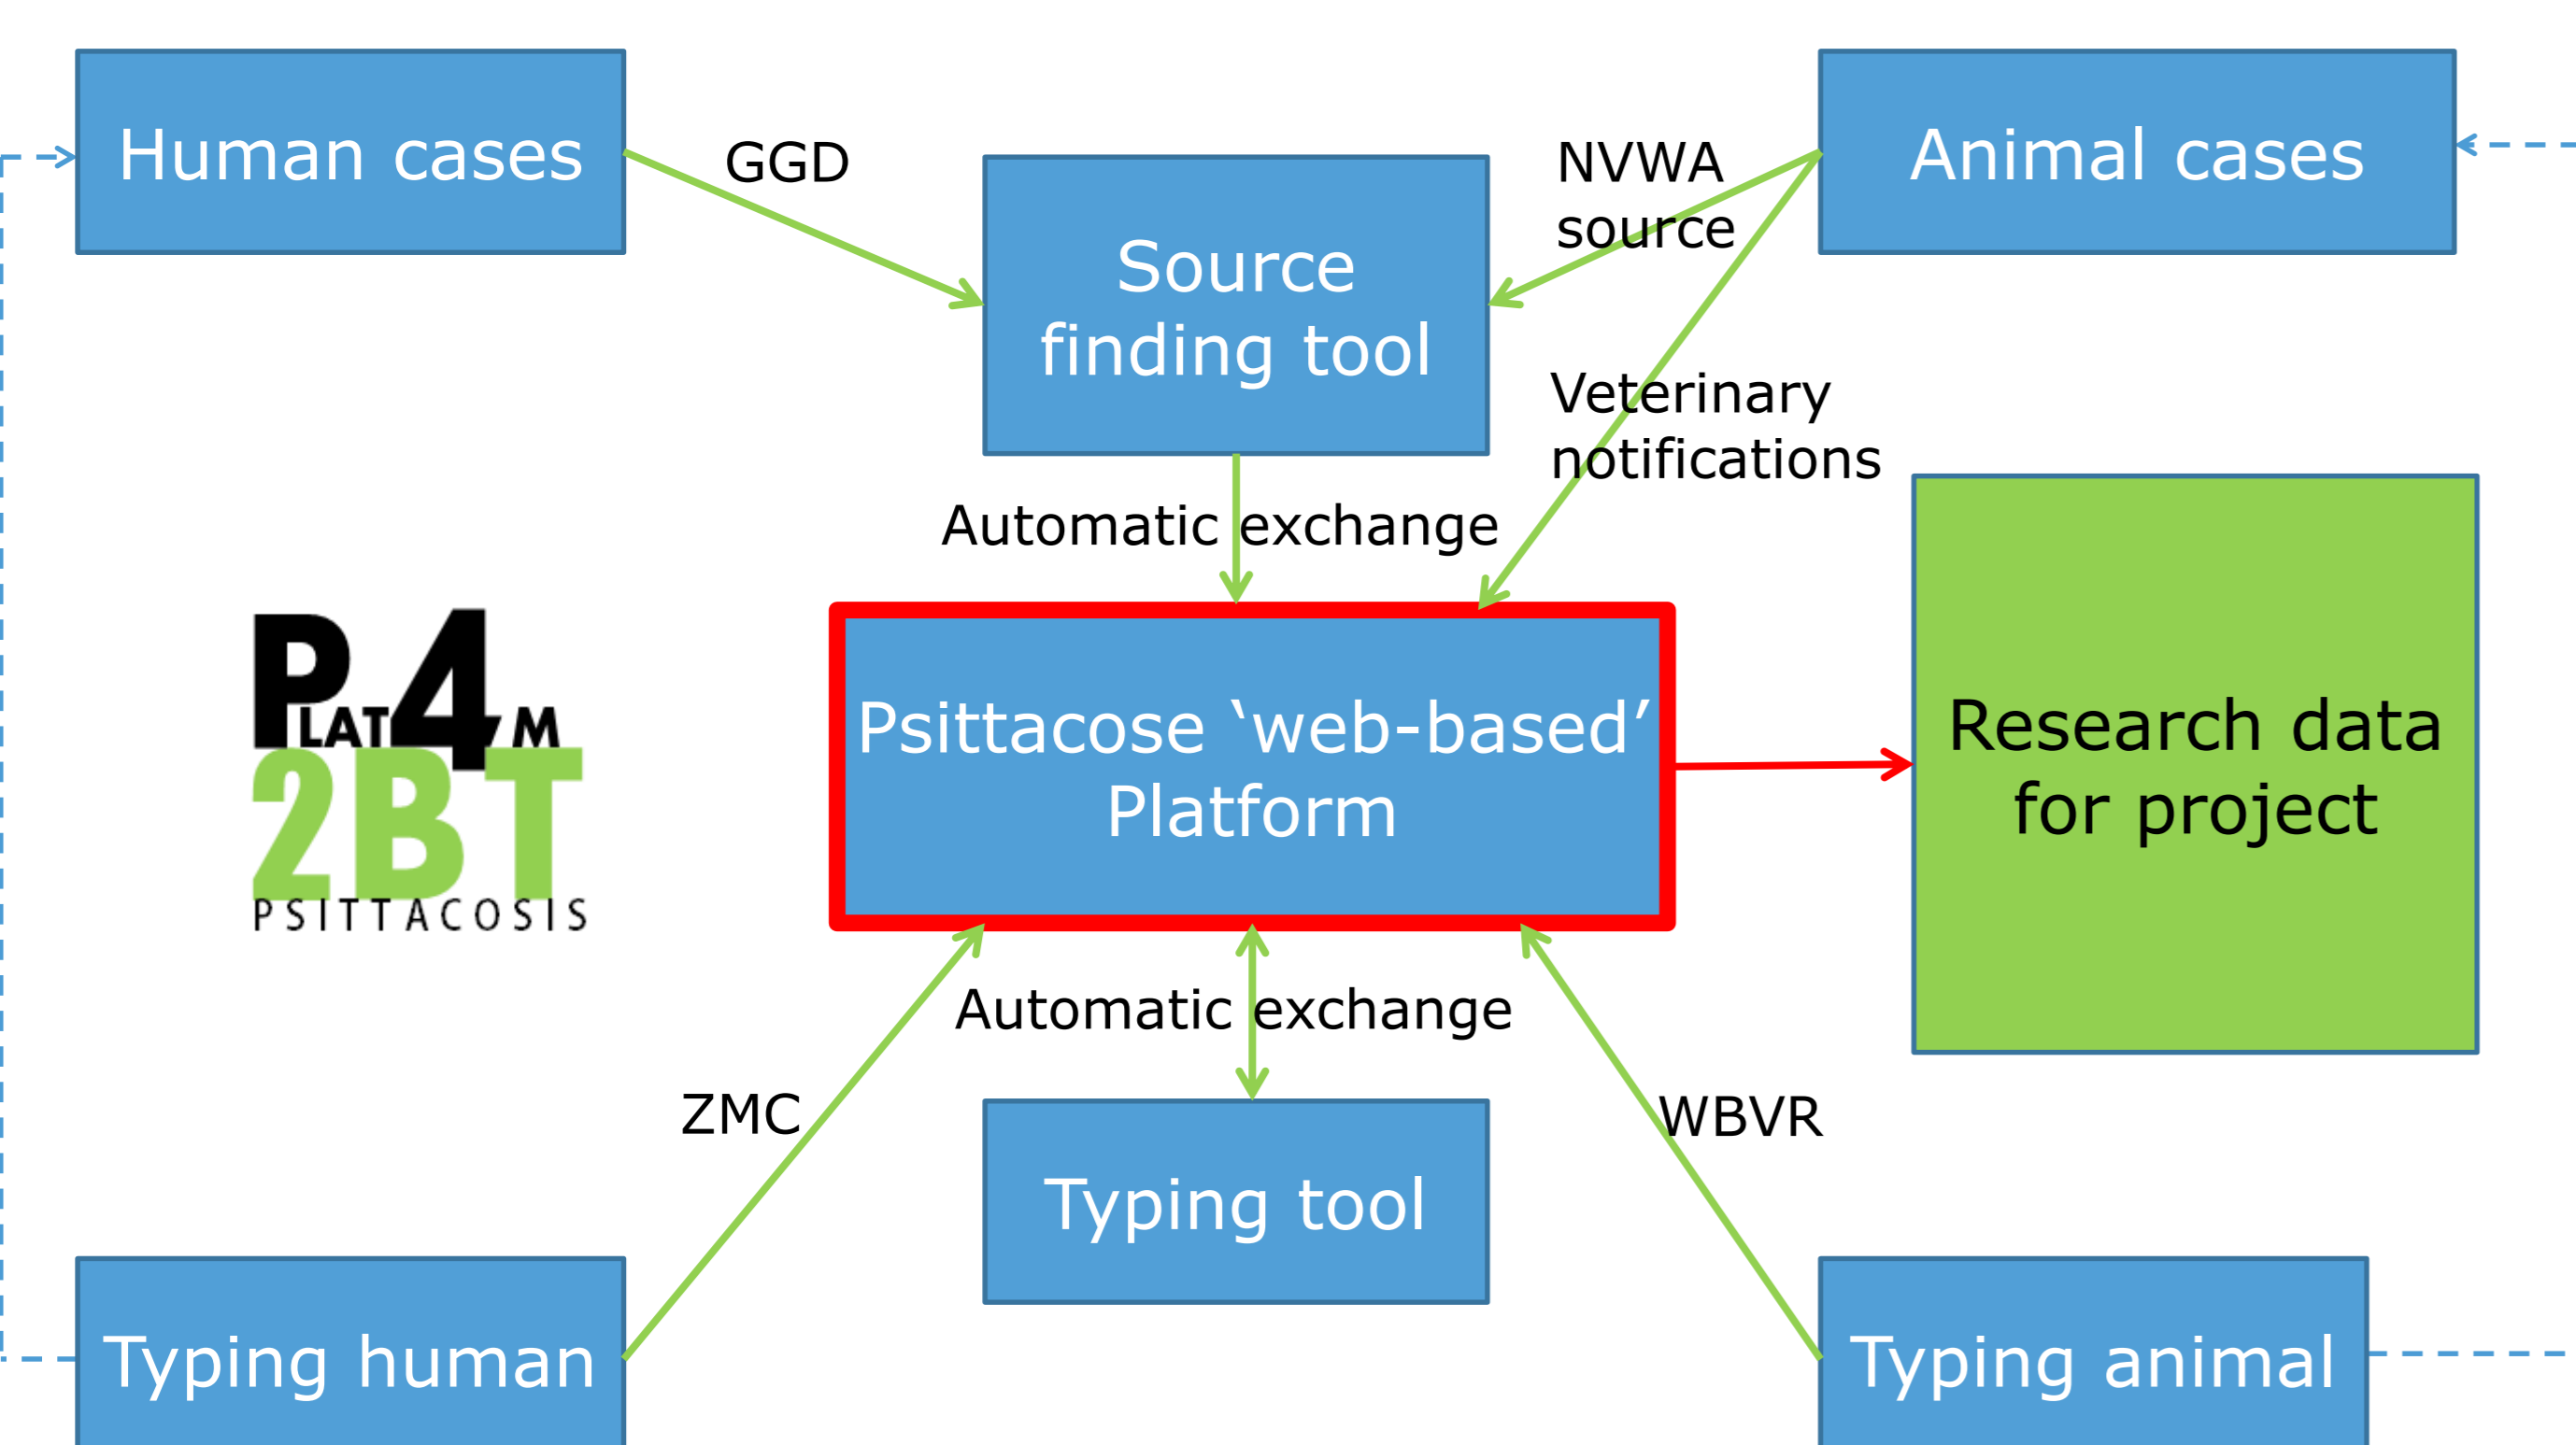 Human cases
GGD
Source
finding tool
NVWA
source
Animal cases
Veterinary
notifications
Automatic exchange
PLAT4M
2BT
PSITTACOSIS
Psittacose ‘web-based’
Platform
Research data
for project
Automatic exchange
ZMC
WBVR
Typing tool
Typing human
Typing animal